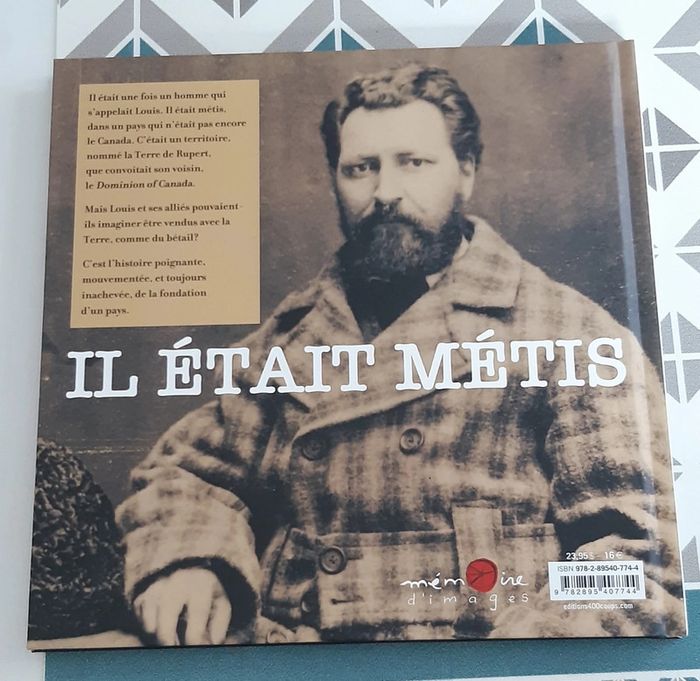 Il était une fois un homme qui
s'appelait Louis. Il était métis,
dans un pays qui n'était pas encore
le Canada. C'était un territoire,
nommé la Terre de Rupert,
que convoitait son voisin,
le Dominion of Canada.
Mais Louis et ses alliés pouvaient-
ils imaginer être vendus avec la
Terre, comme du bétail?
C'est l'histoire poignante,
mouvementée, et toujours
inachevée, de la fondation
d'un pays.
IL ÉTAIT MÉTIS
mémoire
d'images
23,95 $ - 16 €
ISBN 978-2-89540-774-4
9 782895 407744
editions400coups.com